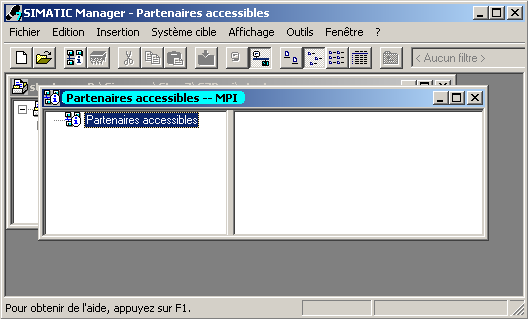 SIMATIC Manager - Partenaires accessibles
Fichier Edition Insertion Système cible Affichage Outils Fenêtre ?
< Aucun filtre >
Partenaires accessibles -- MPI
Partenaires accessibles
Pour obtenir de l'aide, appuyez sur F1.